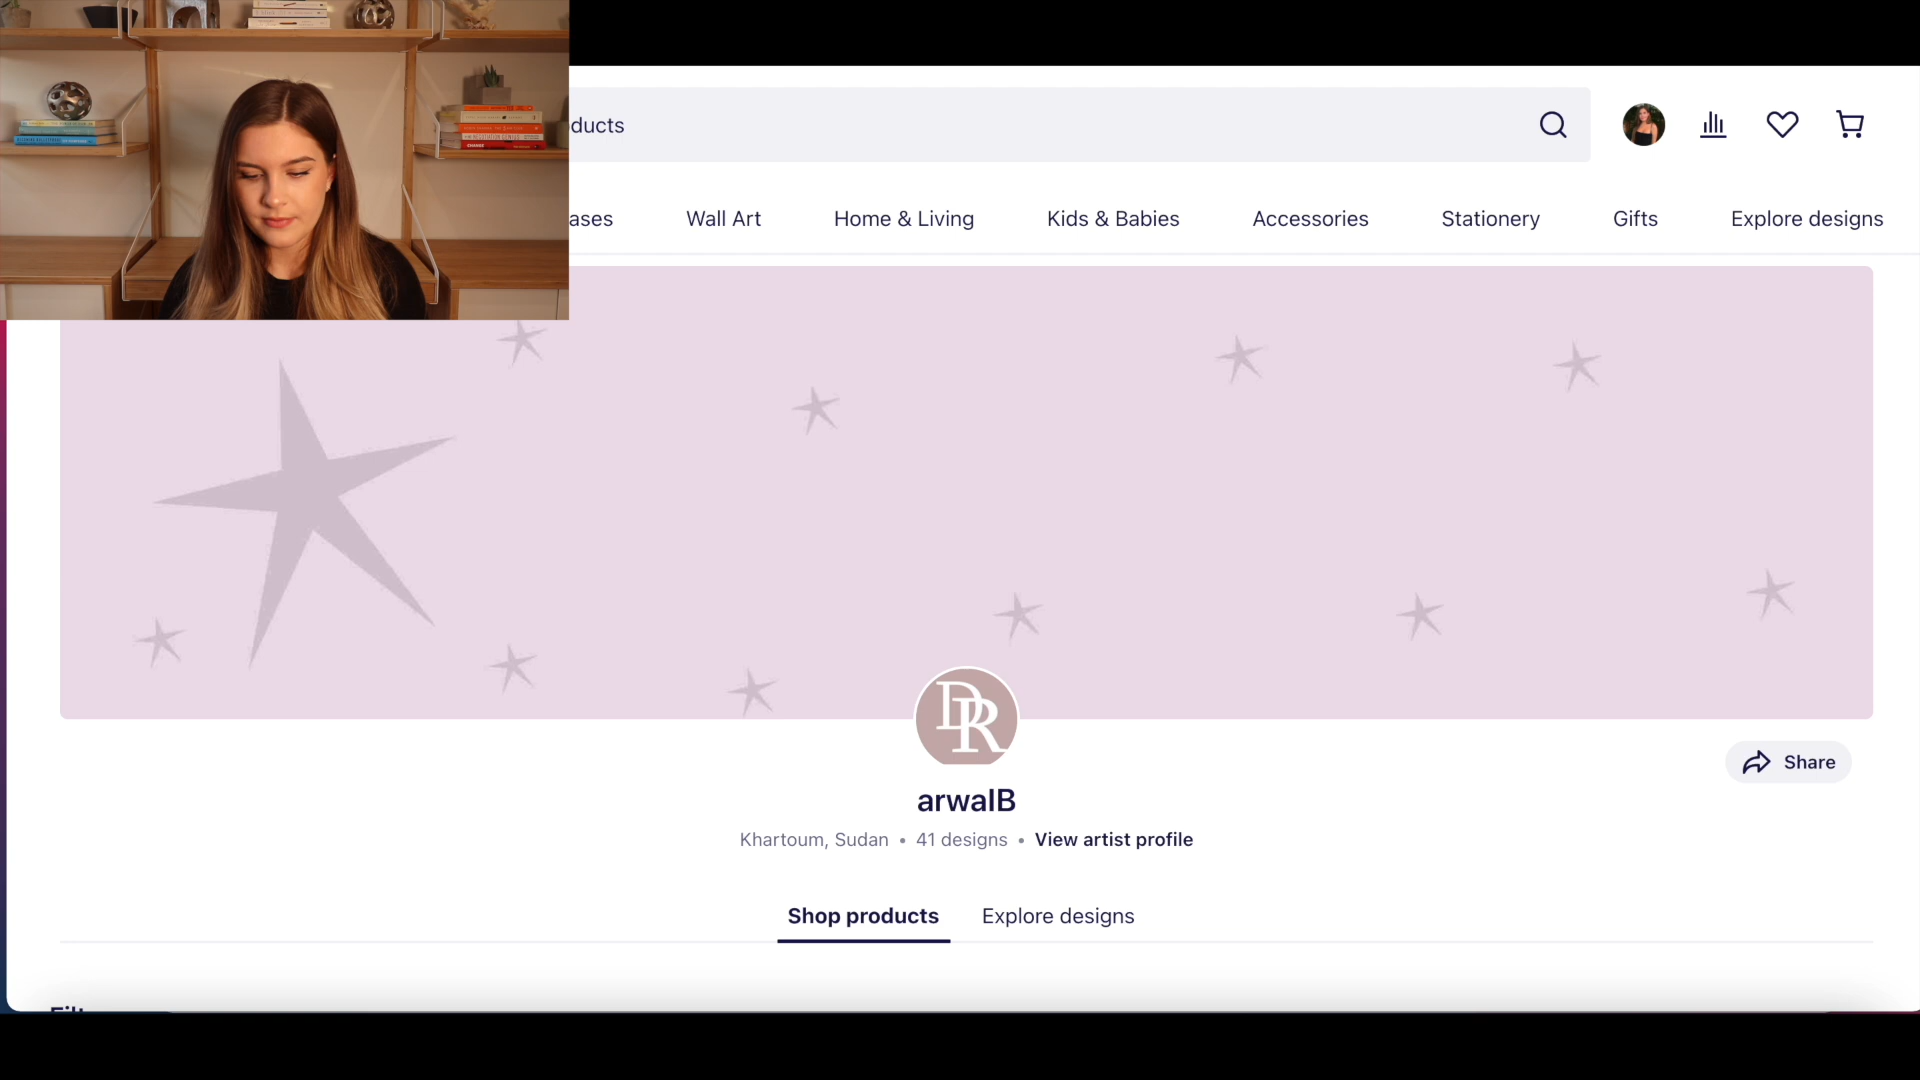 ducts
ases
Wall Art
Home & Living
Kids & Babies
Accessories
Stationery
Gifts
Explore designs
DR
Share
arwaIB
Khartoum, Sudan • 41 designs • View artist profile
Shop products
Explore designs